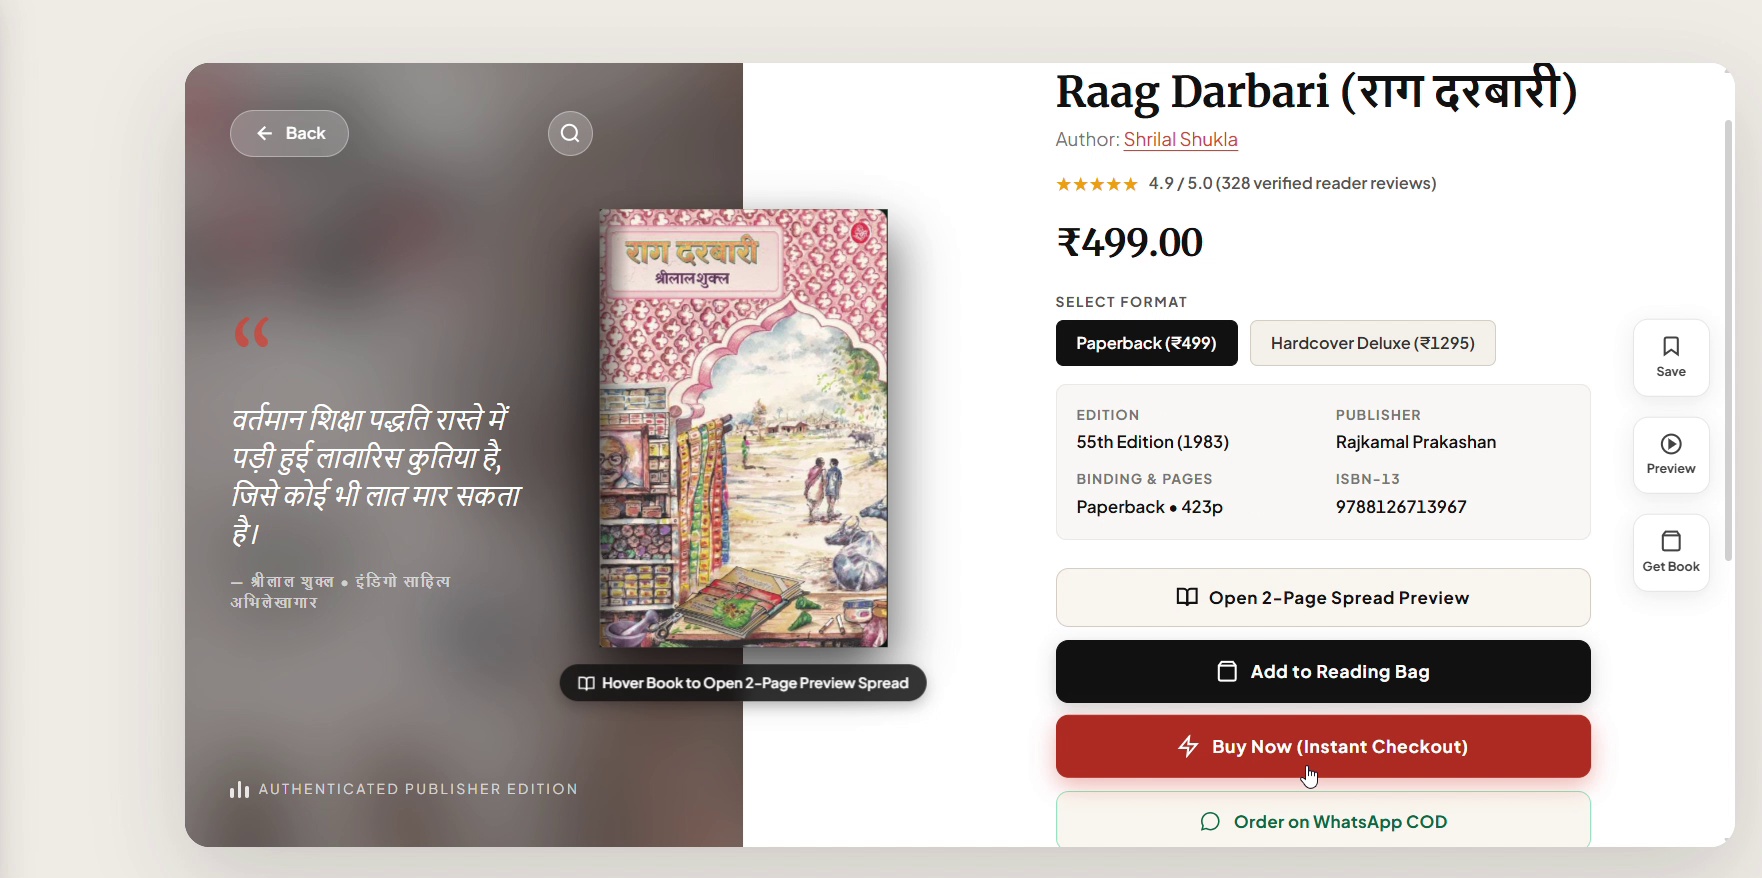 Back
“
वर्तमान शिक्षा पद्धति रास्ते में
पड़ी हुई लावारिस कुतिया है,
जिसे कोई भी लात मार सकता
है।
— श्रीलाल शुक्ल • इंडिगो साहित्य
अभिलेखागार
AUTHENTICATED PUBLISHER EDITION
राग दरबारी
श्रीलाल शुक्ल
Hover Book to Open 2-Page Preview Spread
Raag Darbari (राग दरबारी)
Author: Shrilal Shukla
★★★★★ 4.9 / 5.0 (328 verified reader reviews)
₹499.00
SELECT FORMAT
Paperback (₹499) Hardcover Deluxe (₹1295)
EDITION PUBLISHER
55th Edition (1983) Rajkamal Prakashan
BINDING & PAGES ISBN-13
Paperback • 423p 9788126713967
Open 2-Page Spread Preview
Add to Reading Bag
Buy Now (Instant Checkout)
Order on WhatsApp COD
Save
Preview
Get Book